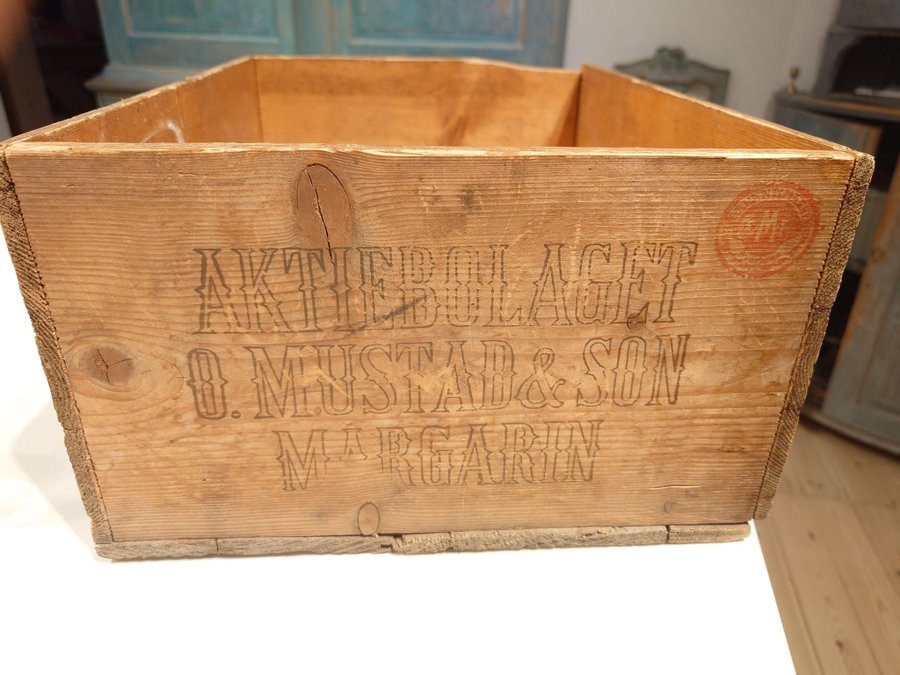 AKTIEBOLAGET
O. MUSTAD & SON
MARGARIN
M